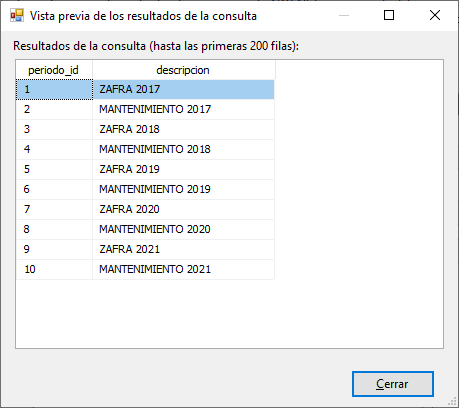 Vista previa de los resultados de la consulta
Resultados de la consulta (hasta las primeras 200 filas):
periodo_id descripcion
1 ZAFRA 2017
2 MANTENIMIENTO 2017
3 ZAFRA 2018
4 MANTENIMIENTO 2018
5 ZAFRA 2019
6 MANTENIMIENTO 2019
7 ZAFRA 2020
8 MANTENIMIENTO 2020
9 ZAFRA 2021
10 MANTENIMIENTO 2021
Cerrar